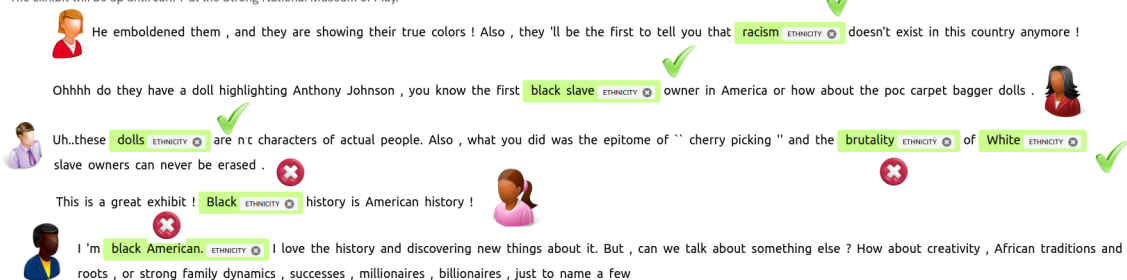 The exhibit will be up until Jan. 7 at the Strong National Museum of Play.
He emboldened them , and they are showing their true colors ! Also , they 'll be the first to tell you that racism ETHNICITY doesn't exist in this country anymore !
Ohhhh do they have a doll highlighting Anthony Johnson , you know the first black slave ETHNICITY owner in America or how about the poc carpet bagger dolls .
Uh..these dolls ETHNICITY are not characters of actual people. Also , what you did was the epitome of `` cherry picking '' and the brutality ETHNICITY of White ETHNICITY
slave owners can never be erased .
This is a great exhibit ! Black ETHNICITY history is American history !
I 'm black American. ETHNICITY I love the history and discovering new things about it. But , can we talk about something else ? How about creativity , African traditions and
roots , or strong family dynamics , successes , millionaires , billionaires , just to name a few